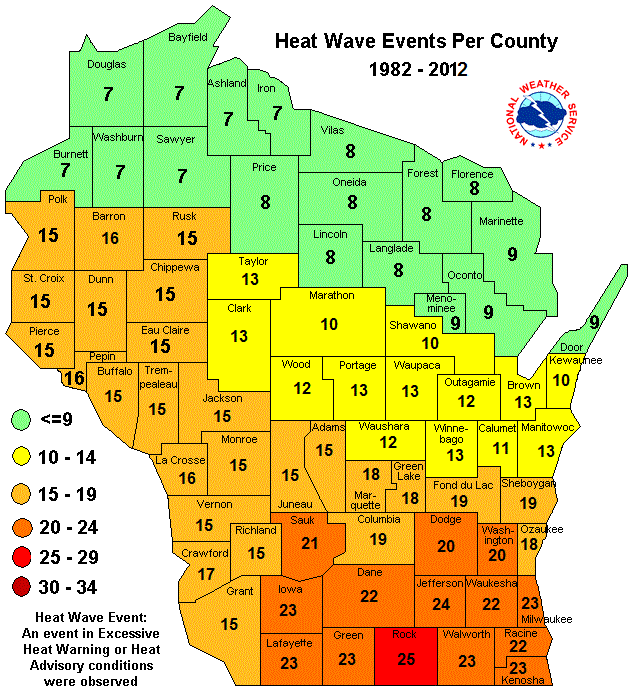 Heat Wave Events Per County
1982 - 2012
NATIONAL WEATHER SERVICE
Bayfield
7
Douglas
7
Ashland
7
Iron
7
Vilas
8
Washburn
7
Sawyer
7
Burnett
7
Price
8
Oneida
8
Forest
8
Florence
8
Polk
15
Barron
16
Rusk
15
Lincoln
8
Langlade
8
Marinette
9
Oconto
9
Taylor
13
Chippewa
15
St. Croix
15
Dunn
15
Marathon
10
Meno-
minee
9
Door
9
Clark
13
Shawano
10
Pierce
15
Eau Claire
15
Pepin
16
Buffalo
15
Trem-
pealeau
15
Jackson
15
Wood
12
Portage
13
Waupaca
13
Outagamie
12
Brown
13
Kewaunee
10
Adams
15
Waushara
12
Winne-
bago
13
Calumet
11
Manitowoc
13
La Crosse
16
Monroe
15
Juneau
15
Mar-
quette
18
Green
Lake
18
Fond du Lac
19
Sheboygan
19
Vernon
15
Richland
15
Sauk
21
Columbia
19
Dodge
20
Wash-
ington
20
Ozaukee
18
Crawford
17
Grant
15
Iowa
23
Dane
22
Jefferson
24
Waukesha
22
Milwaukee
23
Lafayette
23
Green
23
Rock
25
Walworth
23
Racine
22
Kenosha
23
<=9
10 - 14
15 - 19
20 - 24
25 - 29
30 - 34
Heat Wave Event:
An event in Excessive
Heat Warning or Heat
Advisory conditions
were observed